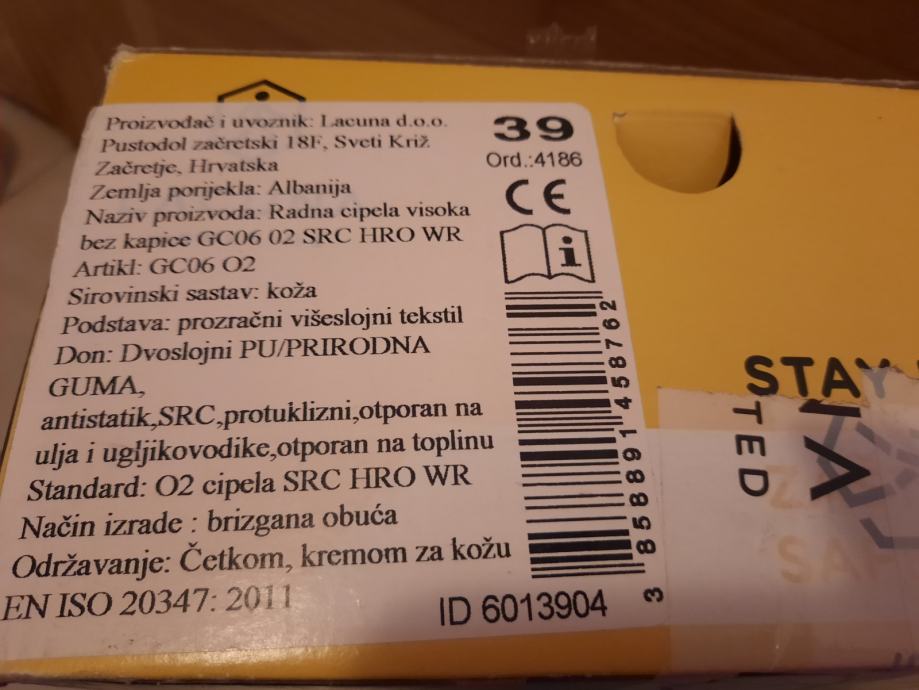 Proizvođač i uvoznik: Lacuna d.o.o.
Pustodol začretski 18F, Sveti Križ
Začretje, Hrvatska
Zemlja porijekla: Albanija
Naziv proizvoda: Radna cipela visoka
bez kapice GC06 02 SRC HRO WR
Artikl: GC06 O2
Sirovinski sastav: koža
Podstava: prozračni višeslojni tekstil
Don: Dvoslojni PU/PRIRODNA
GUMA,
antistatik,SRC,protuklizni,otporan na
ulja i ugljikovodike,otporan na toplinu
Standard: O2 cipela SRC HRO WR
Način izrade : brizgana obuća
Održavanje: Četkom, kremom za kožu
EN ISO 20347: 2011
ID 6013904
39
Ord.:4186
CE
i
3 858891 458762
STAY
TED